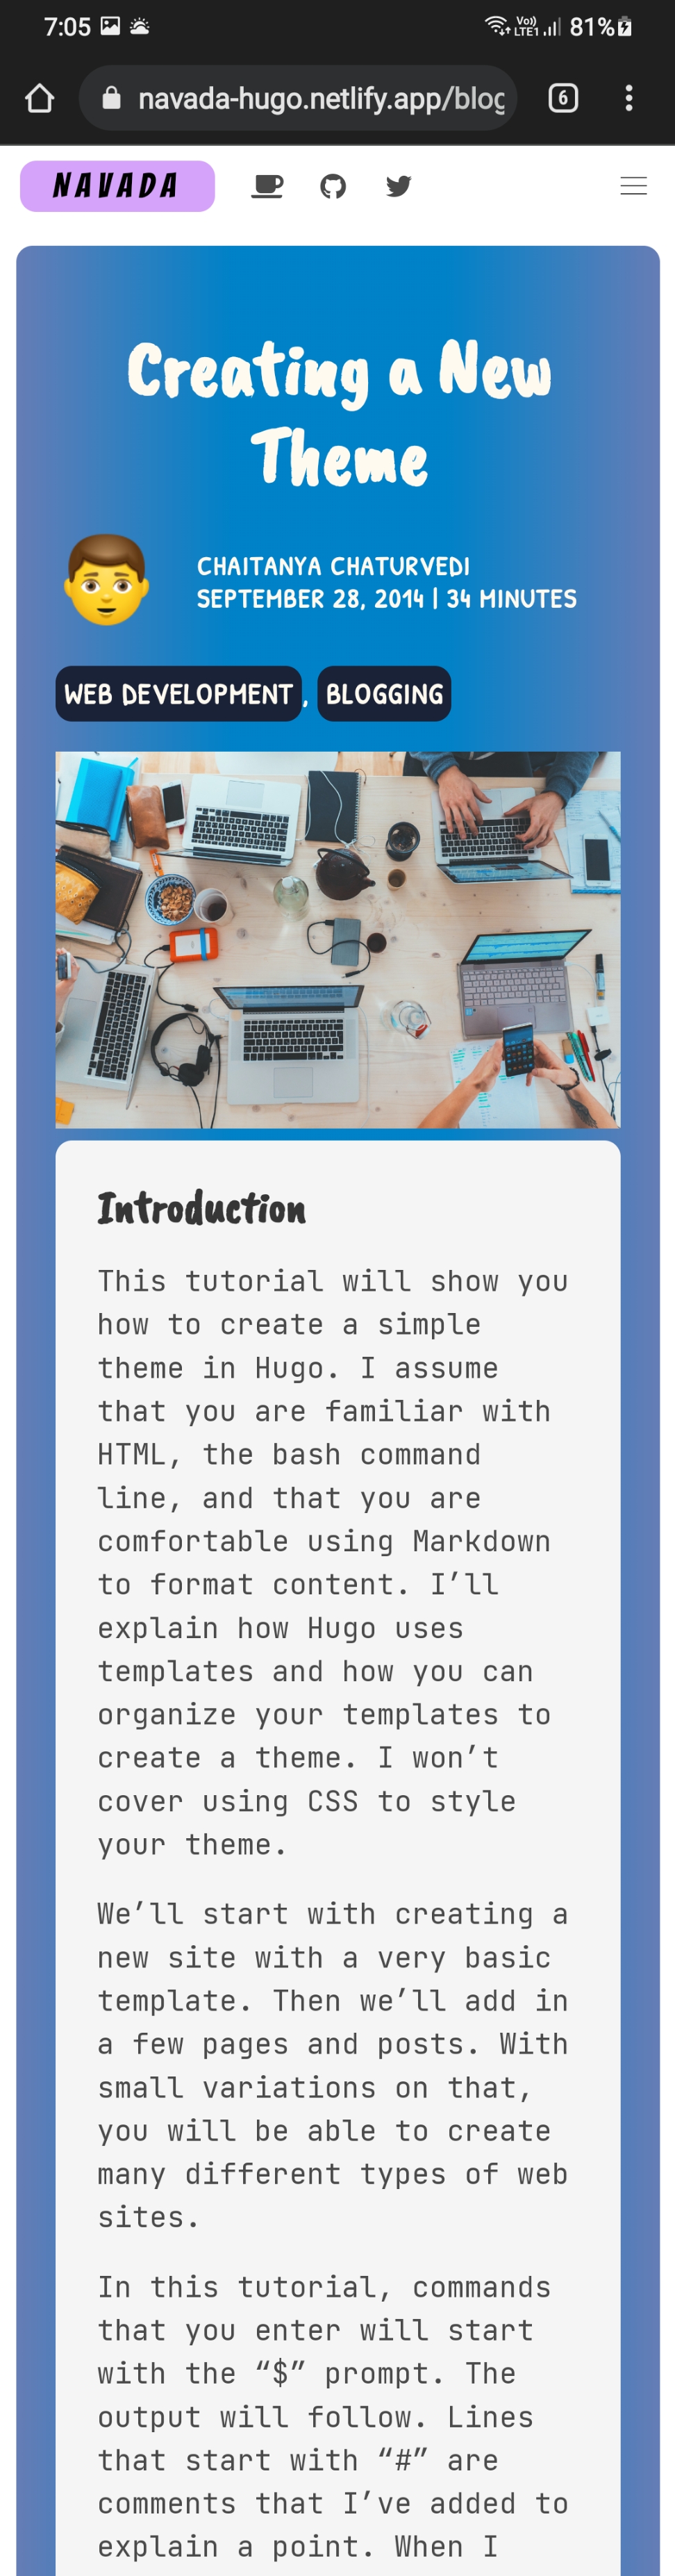 7:05 Vo)) LTE1 81%
navada-hugo.netlify.app/blog 6
NAVADA
Creating a New
Theme
CHAITANYA CHATURVEDI
SEPTEMBER 28, 2014 | 34 MINUTES
WEB DEVELOPMENT, BLOGGING
Introduction
This tutorial will show you
how to create a simple
theme in Hugo. I assume
that you are familiar with
HTML, the bash command
line, and that you are
comfortable using Markdown
to format content. I’ll
explain how Hugo uses
templates and how you can
organize your templates to
create a theme. I won’t
cover using CSS to style
your theme.
We’ll start with creating a
new site with a very basic
template. Then we’ll add in
a few pages and posts. With
small variations on that,
you will be able to create
many different types of web
sites.
In this tutorial, commands
that you enter will start
with the “$” prompt. The
output will follow. Lines
that start with “#” are
comments that I’ve added to
explain a point. When I